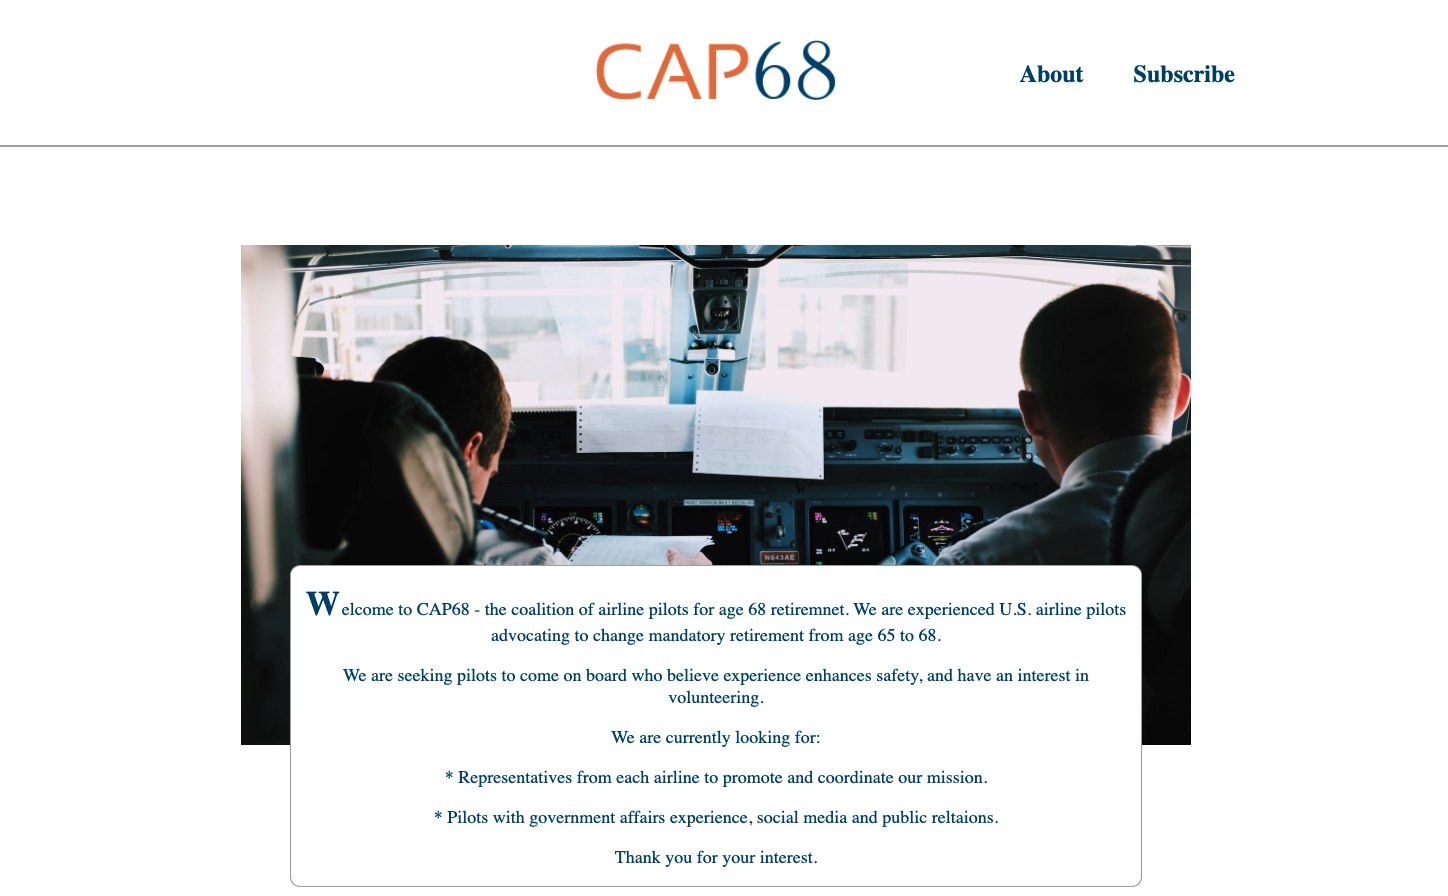 CAP68
About
Subscribe
N643AE
Welcome to CAP68 - the coalition of airline pilots for age 68 retiremnet. We are experienced U.S. airline pilots
advocating to change mandatory retirement from age 65 to 68.
We are seeking pilots to come on board who believe experience enhances safety, and have an interest in
volunteering.
We are currently looking for:
* Representatives from each airline to promote and coordinate our mission.
* Pilots with government affairs experience, social media and public reltaions.
Thank you for your interest.